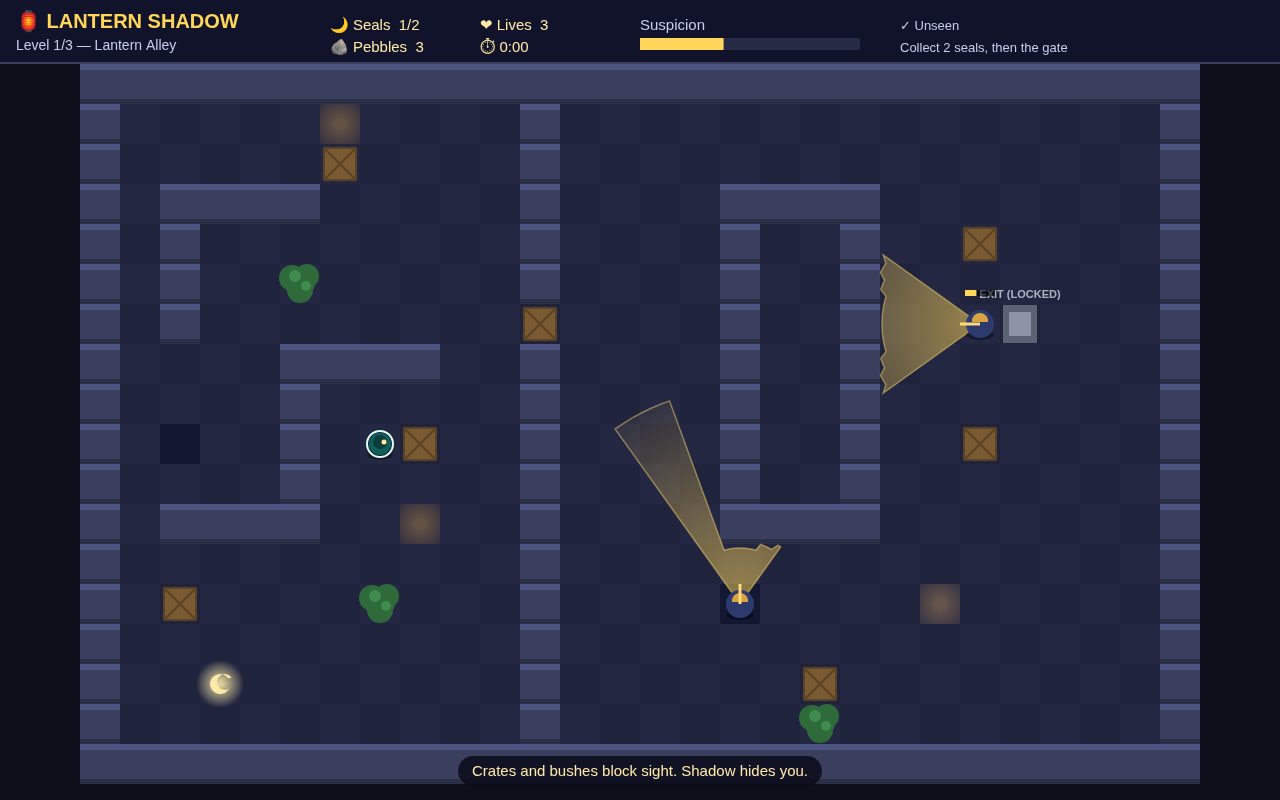 🏮 LANTERN SHADOW
Level 1/3 — Lantern Alley
🌙 Seals 1/2
🪨 Pebbles 3
❤ Lives 3
⏱ 0:00
Suspicion
✓ Unseen
Collect 2 seals, then the gate
EXIT (LOCKED)
Crates and bushes block sight. Shadow hides you.